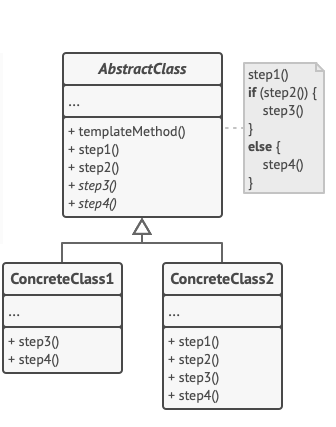 AbstractClass
...
+ templateMethod()
+ step1()
+ step2()
+ step3()
+ step4()
step1()
if (step2()) {
step3()
}
else {
step4()
}
ConcreteClass1
...
+ step3()
+ step4()
ConcreteClass2
...
+ step1()
+ step2()
+ step3()
+ step4()